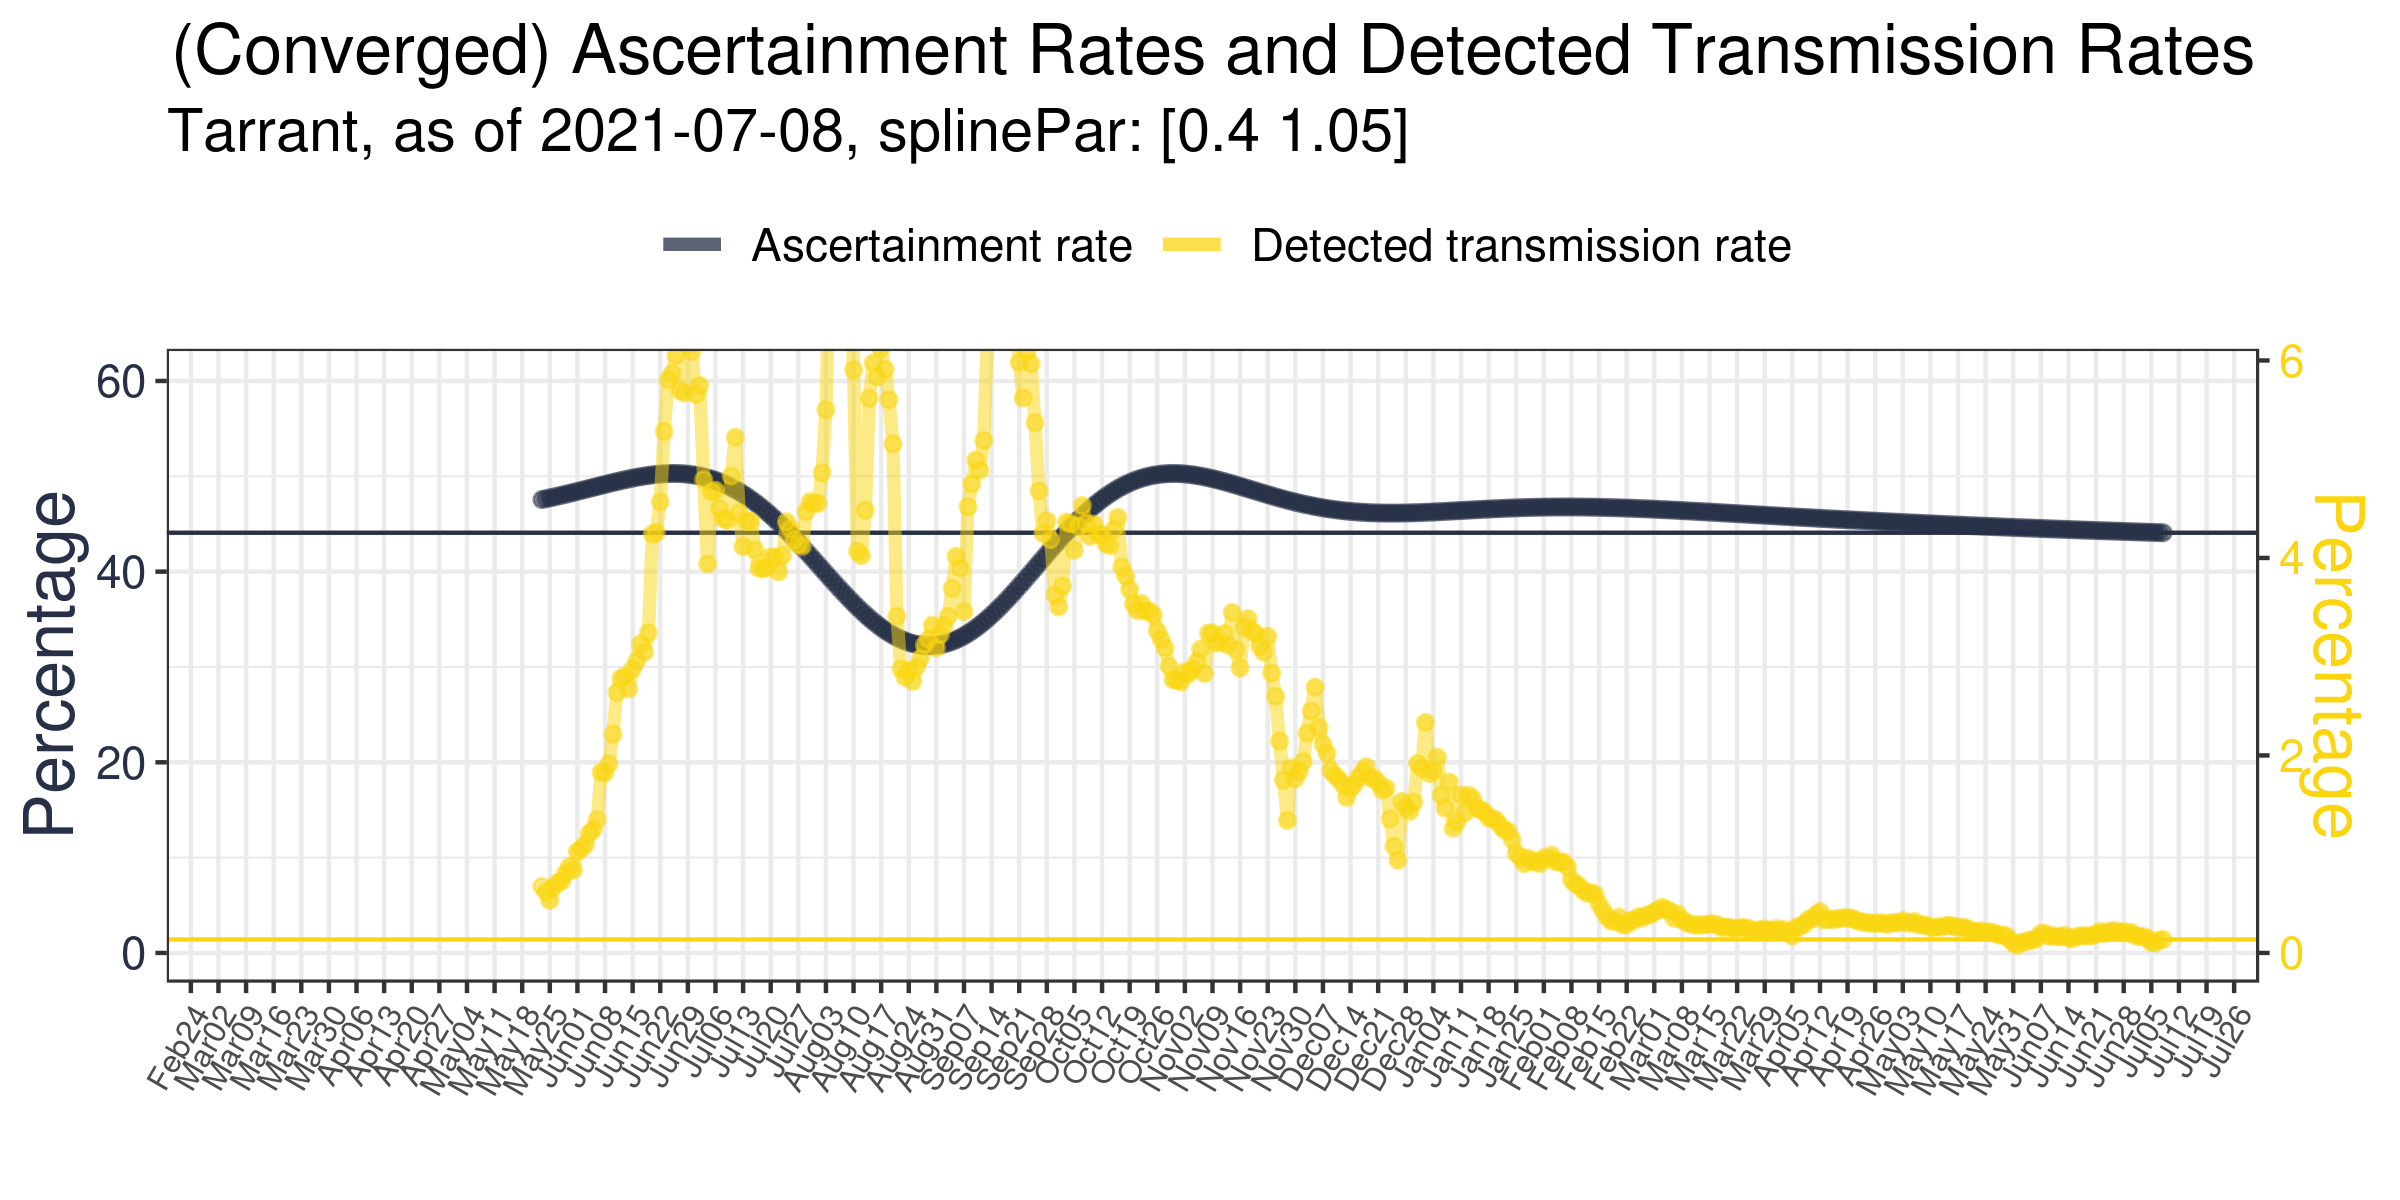 (Converged) Ascertainment Rates and Detected Transmission Rates
Tarrant, as of 2021-07-08, splinePar: [0.4 1.05]
Ascertainment rate
Detected transmission rate
Percentage
60
40
20
0
6
4
2
0
Percentage
Feb24
Mar02
Mar09
Mar16
Mar23
Mar30
Apr06
Apr13
Apr20
Apr27
May04
May11
May18
May25
Jun01
Jun08
Jun15
Jun22
Jun29
Jul06
Jul13
Jul20
Jul27
Aug03
Aug10
Aug17
Aug24
Aug31
Sep07
Sep14
Sep21
Sep28
Oct05
Oct12
Oct19
Oct26
Nov02
Nov09
Nov16
Nov23
Nov30
Dec07
Dec14
Dec21
Dec28
Jan04
Jan11
Jan18
Jan25
Feb01
Feb08
Feb15
Feb22
Mar01
Mar08
Mar15
Mar22
Mar29
Apr05
Apr12
Apr19
Apr26
May03
May10
May17
May24
May31
Jun07
Jun14
Jun21
Jun28
Jul05
Jul12
Jul19
Jul26